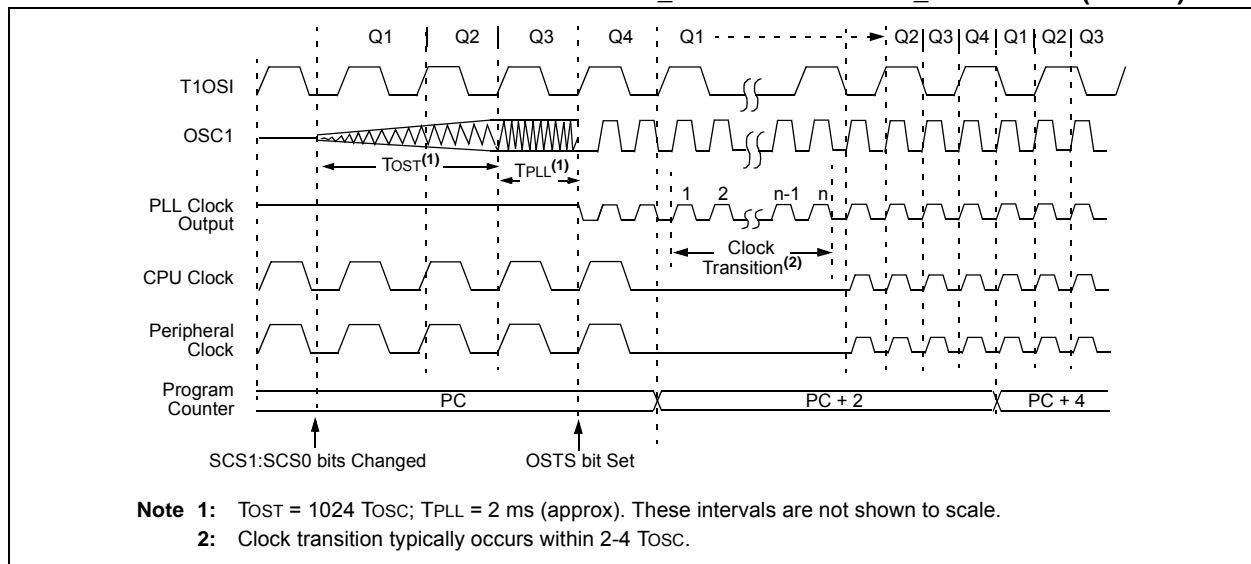 Q1 Q2 Q3 Q4 Q1 Q2 Q3 Q4 Q1 Q2 Q3
T1OSI
OSC1
TOST(1)
TPLL(1)
1 2 n-1 n
PLL Clock
Output
Clock
Transition(2)
CPU Clock
Peripheral
Clock
Program
Counter
PC PC + 2 PC + 4
SCS1:SCS0 bits Changed OSTS bit Set
Note 1: TOST = 1024 TOSC; TPLL = 2 ms (approx). These intervals are not shown to scale.
2: Clock transition typically occurs within 2-4 TOSC.